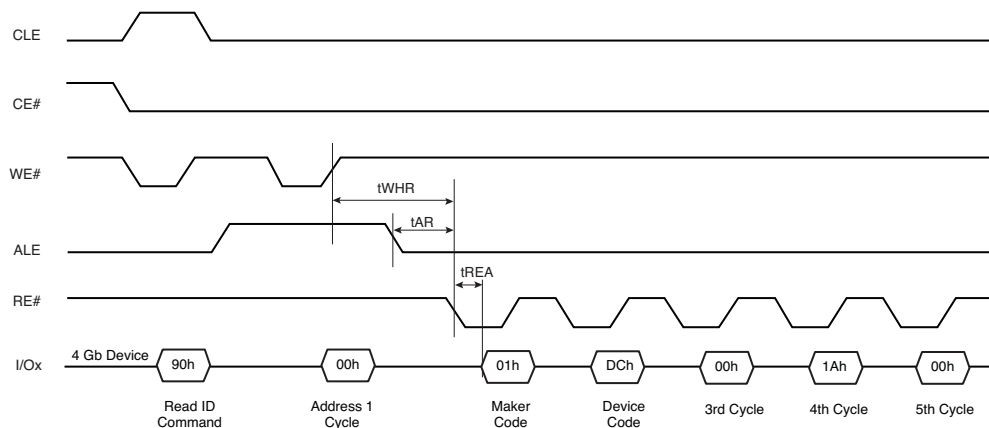 CLE
CE#
WE#
tWHR
ALE
tAR
tREA
RE#
I/Ox
4 Gb Device
90h
00h
01h
DCh
00h
1Ah
00h
Read ID
Command
Address 1
Cycle
Maker
Code
Device
Code
3rd Cycle
4th Cycle
5th Cycle